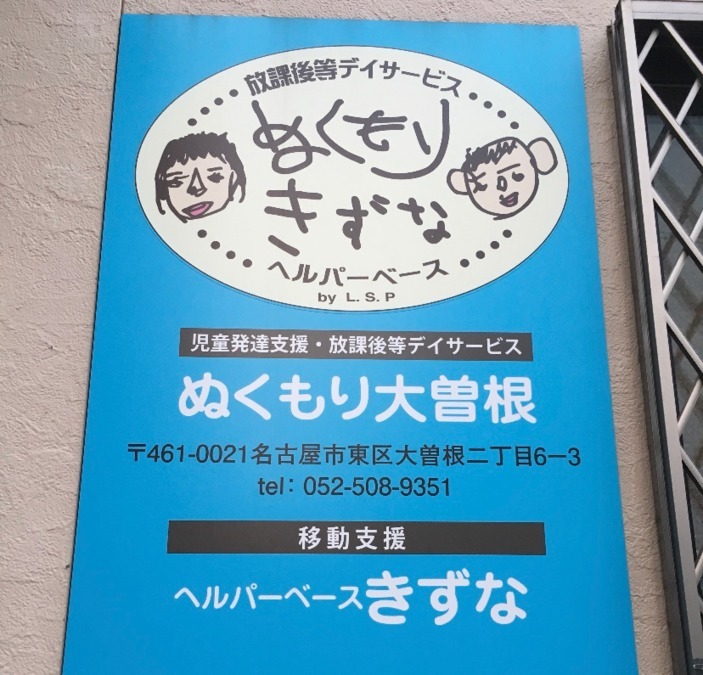 放課後等デイサービス
ぬくもり
きずな
ヘルパーベース
by L.S.P
児童発達支援・放課後等デイサービス
ぬくもり大曽根
〒461-0021名古屋市東区大曽根二丁目6ー3
tel: 052-508-9351
移動支援
ヘルパーベースきずな